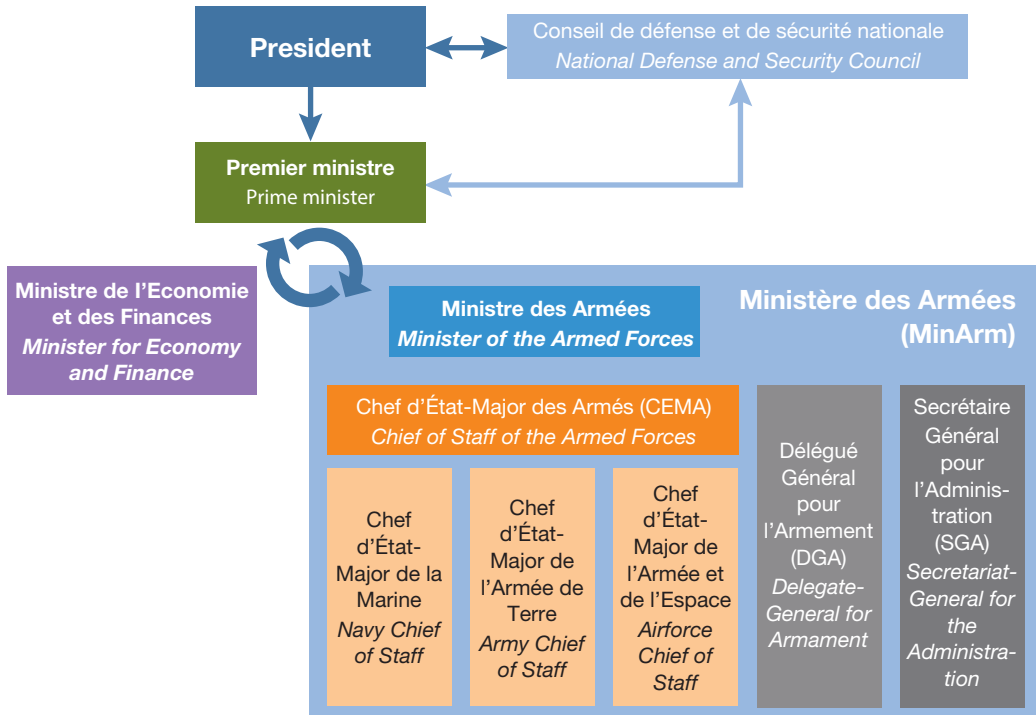 President
Conseil de défense et de sécurité nationale
National Defense and Security Council
Premier ministre
Prime minister
Ministre de l'Economie
et des Finances
Minister for Economy
and Finance
Ministère des Armées
(MinArm)
Ministre des Armées
Minister of the Armed Forces
Chef d'État-Major des Armés (CEMA)
Chief of Staff of the Armed Forces
Chef
d'État-
Major de la
Marine
Navy Chief
of Staff
Chef
d'État-
Major de
l'Armée de
Terre
Army Chief
of Staff
Chef
d'État-
Major de
l'Armée et
de l'Espace
Airforce
Chief of
Staff
Délégué
Général
pour
l'Armement
(DGA)
Delegate-
General for
Armament
Secrétaire
Général
pour
l'Adminis-
tration
(SGA)
Secretariat-
General for
the
Administra-
tion